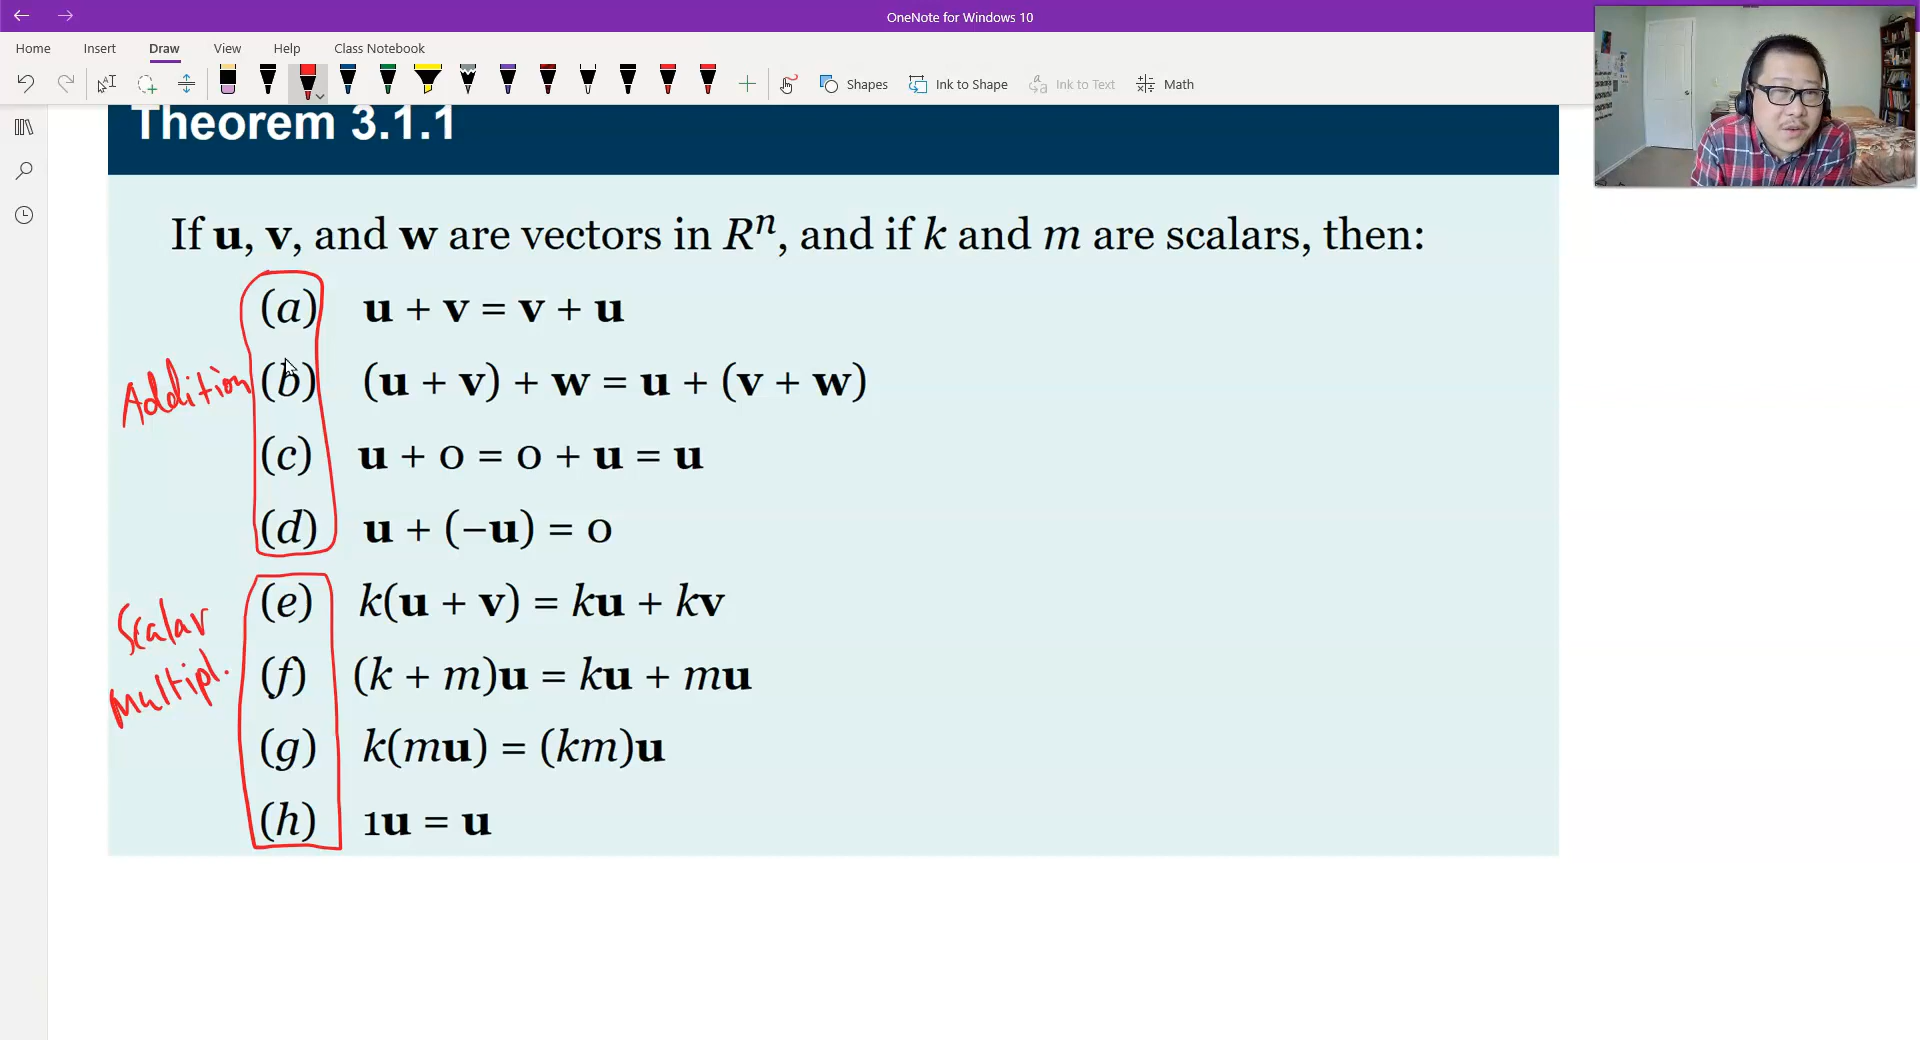 OneNote for Windows 10
Home Insert Draw View Help Class Notebook
Shapes Ink to Shape Ink to Text Math
Theorem 3.1.1
If u, v, and w are vectors in Rⁿ, and if k and m are scalars, then:
(a) u + v = v + u
(b) (u + v) + w = u + (v + w)
Addition
(c) u + 0 = 0 + u = u
(d) u + (−u) = 0
(e) k(u + v) = ku + kv
Scalar
(f) (k + m)u = ku + mu
Multipl.
(g) k(mu) = (km)u
(h) 1u = u